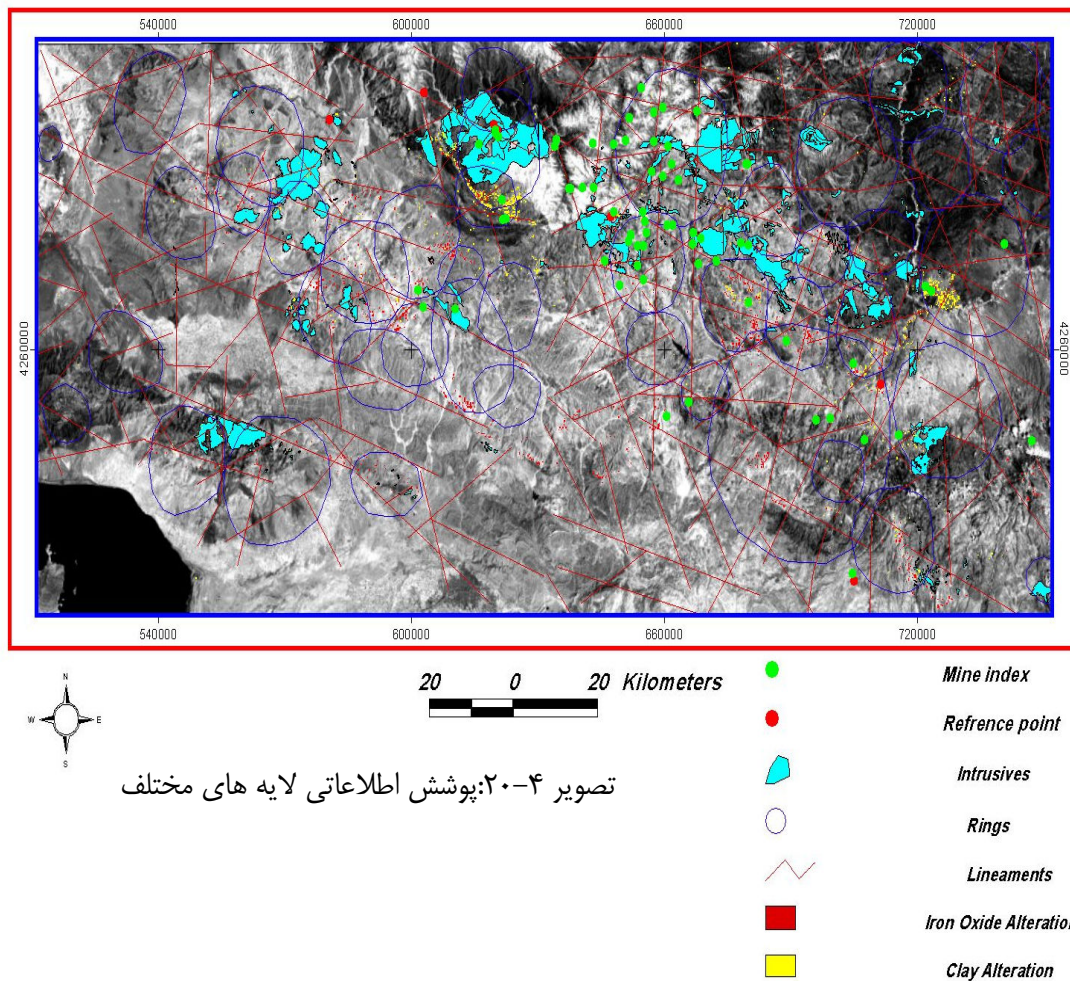 540000 600000 660000 720000
4260000 4260000
540000 600000 660000 720000
N
W E
S
20 0 20 Kilometers
تصویر ۴-۲۰:پوشش اطلاعاتی لایه های مختلف
Mine index
Refrence point
Intrusives
Rings
Lineaments
Iron Oxide Alteration
Clay Alteration